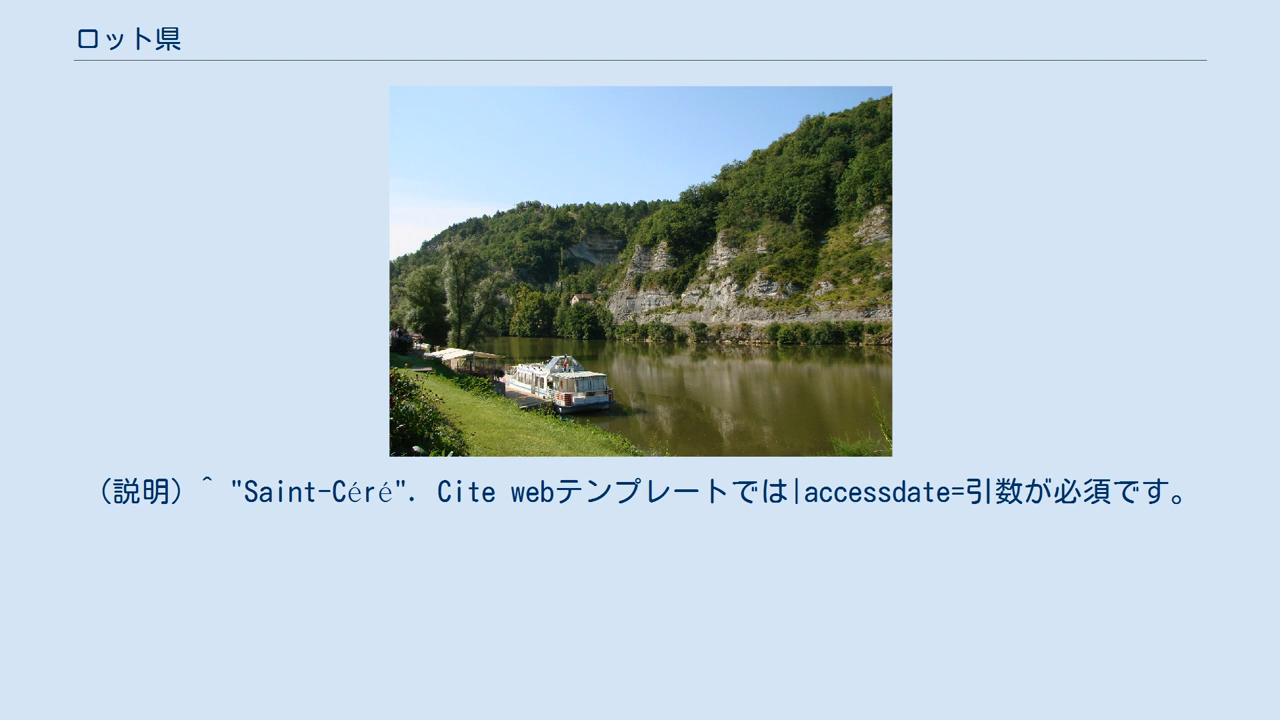 ロット県
（説明）^ "Saint-Céré". Cite webテンプレートでは|accessdate=引数が必須です。